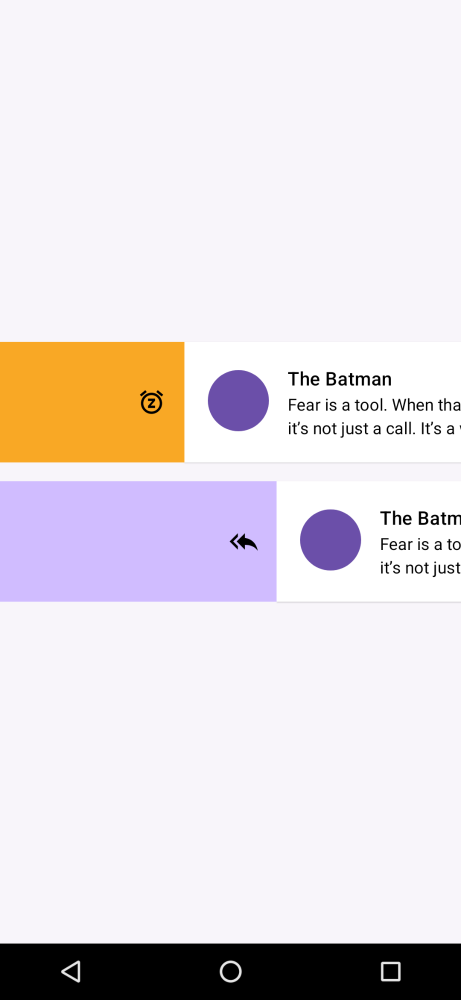 The Batman
Fear is a tool. When tha
it’s not just a call. It’s a
The Batm
Fear is a to
it’s not just